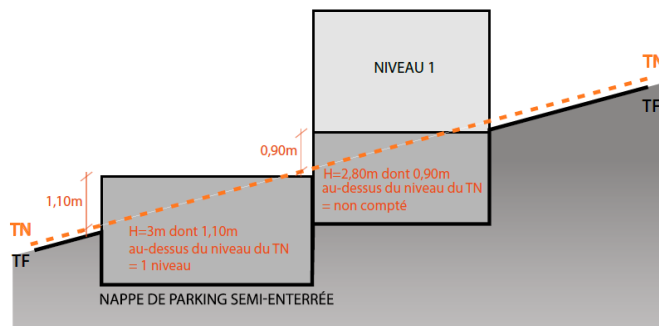 NIVEAU 1
TN
TF
0,90m
H=2,80m dont 0,90m
au-dessus du niveau du TN
= non compté
1,10m
H=3m dont 1,10m
au-dessus du niveau du TN
= 1 niveau
TN
TF
NAPPE DE PARKING SEMI-ENTERRÉE